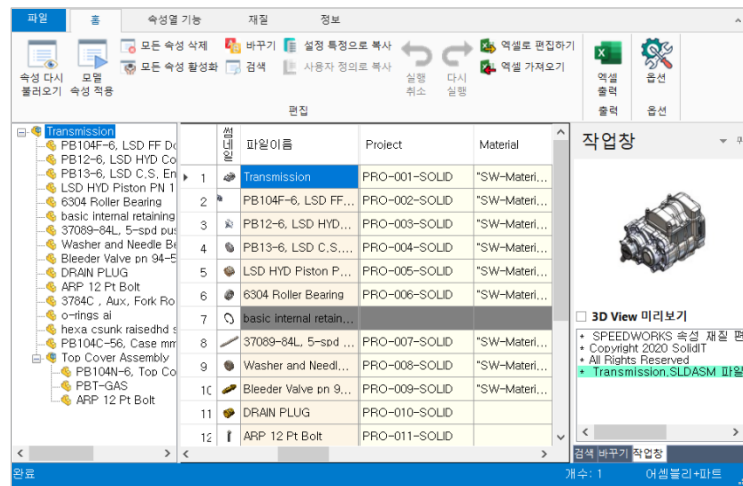 파일 홈 속성열 기능 재질 정보
속성 다시 불러오기
모델 속성 적용
모든 속성 삭제
모든 속성 활성화
바꾸기
검색
설정 특정으로 복사
사용자 정의로 복사
실행 취소
다시 실행
엑셀로 편집하기
엑셀 가져오기
엑셀 출력
옵션
편집 출력 옵션
Transmission
PB104F-6, LSD FF Do
PB12-6, LSD HYD Co
PB13-6, LSD C,S, En
LSD HYD Piston PN 1
6304 Roller Bearing
basic internal retaining
37089-84L, 5-spd pus
Washer and Needle Be
Bleeder Valve pn 94-5
DRAIN PLUG
ARP 12 Pt Bolt
3784C , Aux, Fork Ro
o-rings ai
hexa csunk raisedhd s
PB104C-56, Case mm
Top Cover Assembly
PB104N-6, Top Co
PBT-GAS
ARP 12 Pt Bolt
썸네일 파일이름 Project Material
1 Transmission PRO-001-SOLID "SW-Materi...
2 PB104F-6, LSD FF... PRO-002-SOLID "SW-Materi...
3 PB12-6, LSD HYD... PRO-003-SOLID "SW-Materi...
4 PB13-6, LSD C,S,... PRO-004-SOLID "SW-Materi...
5 LSD HYD Piston P... PRO-005-SOLID "SW-Materi...
6 6304 Roller Bearing PRO-006-SOLID "SW-Materi...
7 basic internal retain...
8 37089-84L, 5-spd ... PRO-007-SOLID "SW-Materi...
9 Washer and Needl... PRO-008-SOLID "SW-Materi...
10 Bleeder Valve pn 9... PRO-009-SOLID "SW-Materi...
11 DRAIN PLUG PRO-010-SOLID
12 ARP 12 Pt Bolt PRO-011-SOLID
작업창
3D View 미리보기
* SPEEDWORKS 속성 재질 편
* Copyright 2020 SolidIT
* All Rights Reserved
* Transmission.SLDASM 파일
검색 바꾸기 작업창
완료 개수: 1 어셈블리+파트